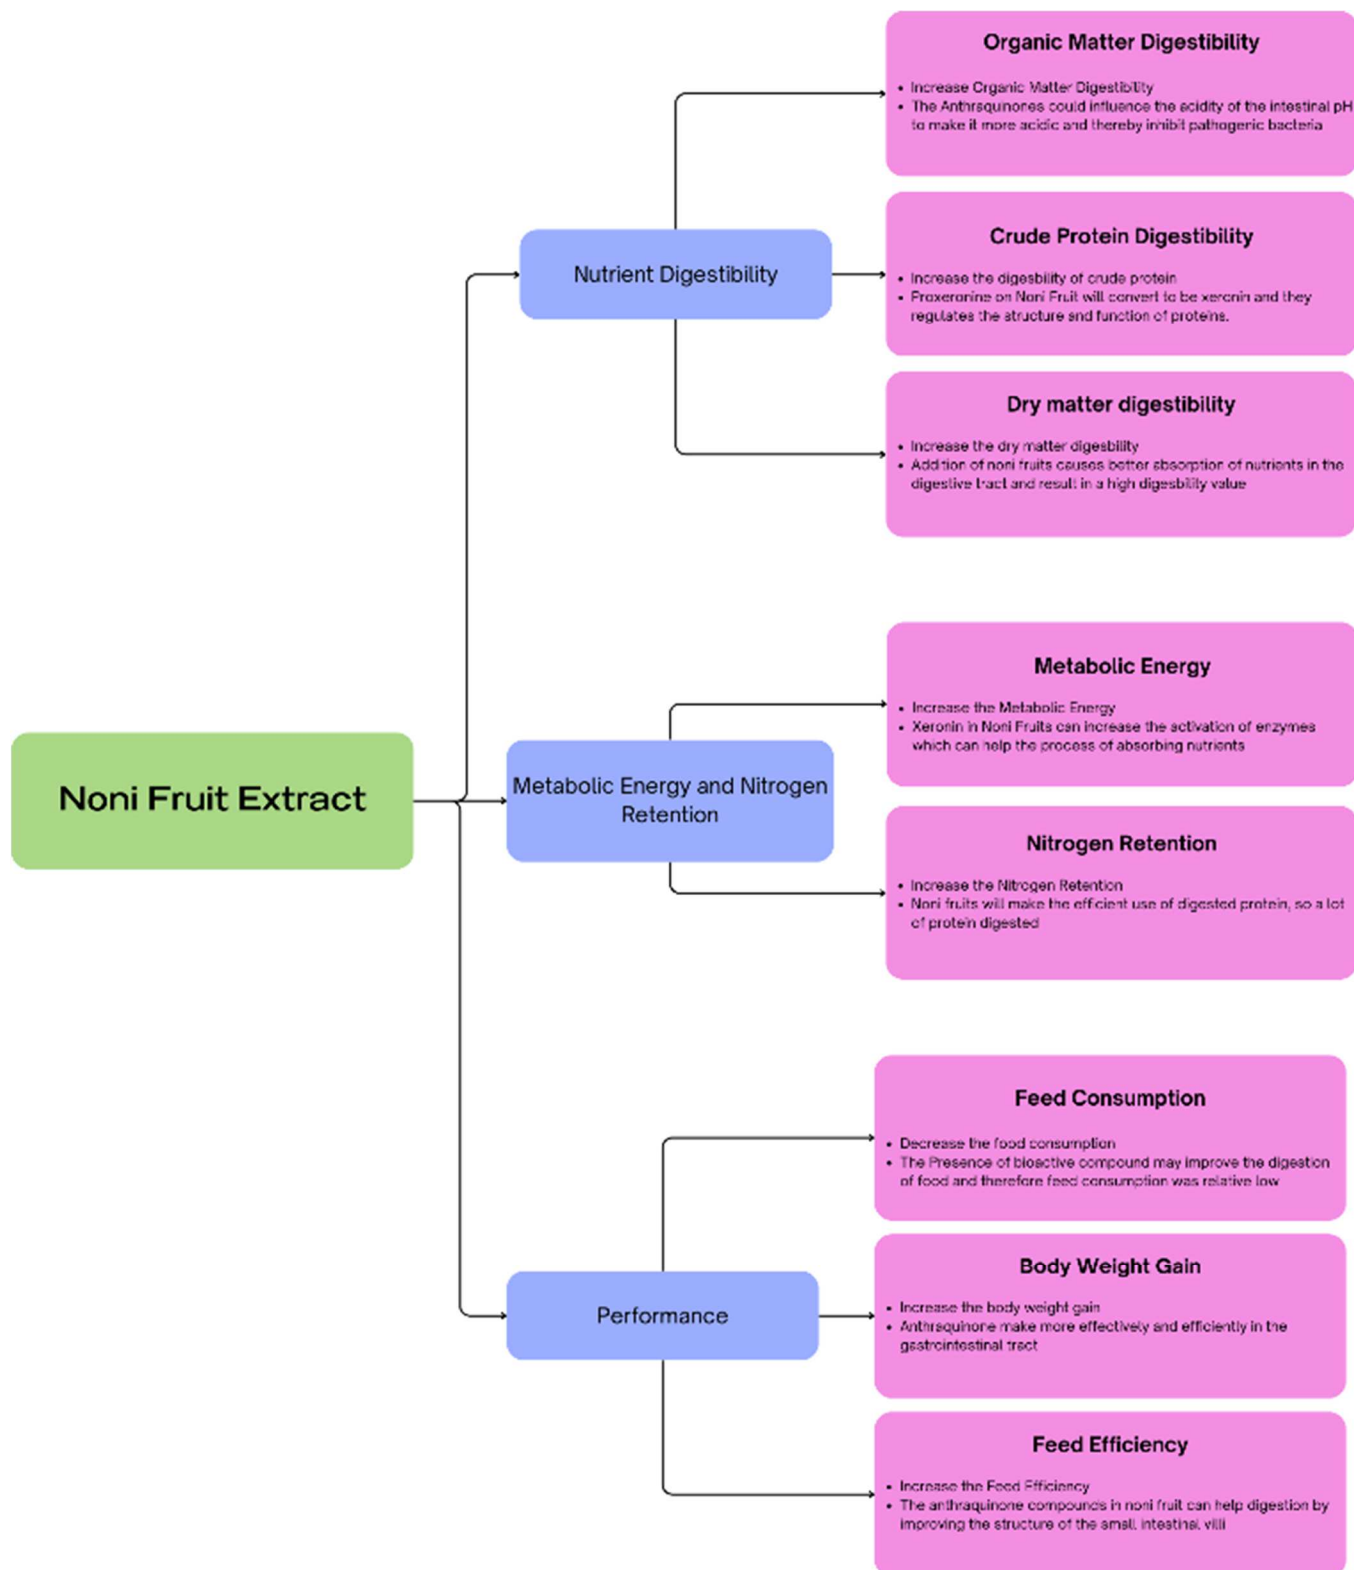 Organic Matter Digestibility
• Increase Organic Matter Digestibility
• The Anthraquinones could influence the acidity of the intestinal pH
to make it more acidic and thereby inhibit pathogenic bacteria
Crude Protein Digestibility
• Increase the digesbility of crude protein
• Proxeronine on Noni Fruit will convert to be xeronin and they
regulates the structure and function of proteins.
Nutrient Digestibility
Dry matter digestibility
• Increase the dry matter digesbility
• Addition of noni fruits causes better absorption of nutrients in the
digestive tract and result in a high digesbility value
Noni Fruit Extract
Metabolic Energy and Nitrogen
Retention
Metabolic Energy
• Increase the Metabolic Energy
• Xeronin in Noni Fruits can increase the activation of enzymes
which can help the process of absorbing nutrients
Nitrogen Retention
• Increase the Nitrogen Retention
• Noni fruits will make the efficient use of digested protein, so a lot
of protein digested
Feed Consumption
• Decrease the food consumption
• The Presence of bioactive compound may improve the digestion
of food and therefore feed consumption was relative low
Performance
Body Weight Gain
• Increase the body weight gain
• Anthraquinone make more effectively and efficiently in the
gastrointestinal tract
Feed Efficiency
• Increase the Feed Efficiency
• The anthraquinone compounds in noni fruit can help digestion by
improving the structure of the small intestinal villi